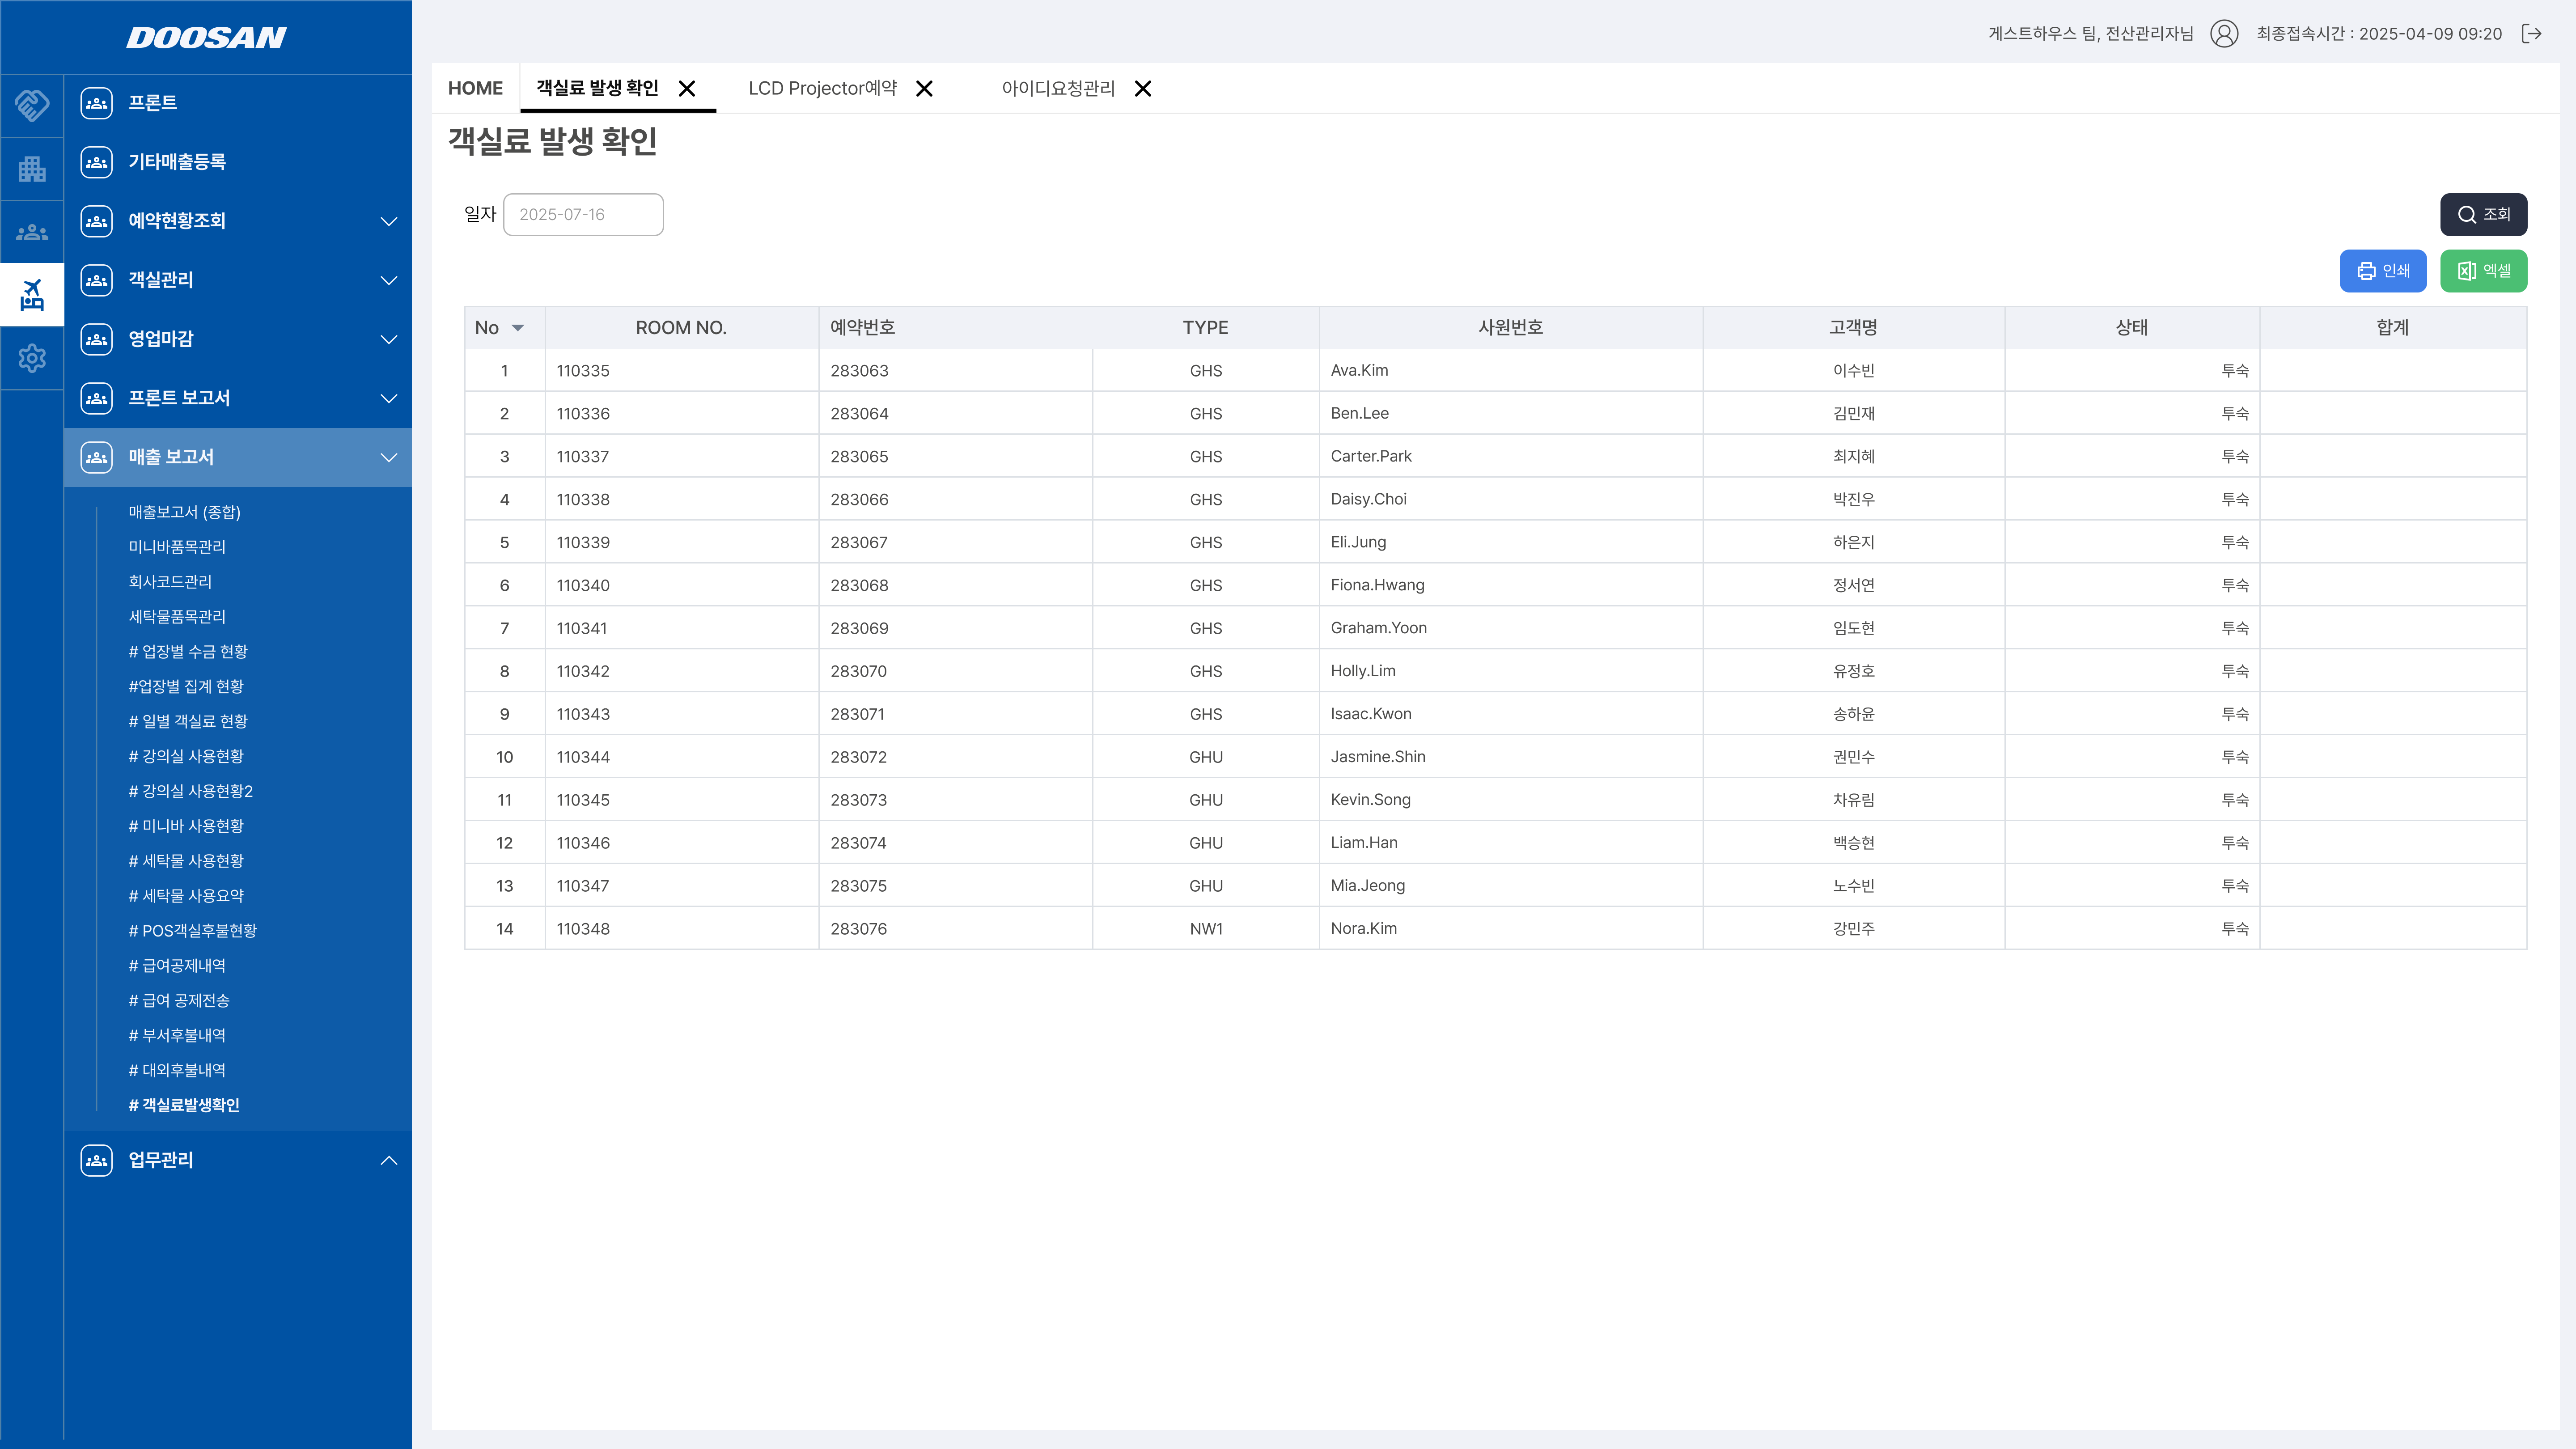 DOOSAN
게스트하우스 팀, 전산관리자님
최종접속시간 : 2025-04-09 09:20
프론트
기타매출등록
예약현황조회
객실관리
영업마감
프론트 보고서
매출 보고서
매출보고서 (종합)
미니바품목관리
회사코드관리
세탁물품목관리
# 업장별 수금 현황
#업장별 집계 현황
# 일별 객실료 현황
# 강의실 사용현황
# 강의실 사용현황2
# 미니바 사용현황
# 세탁물 사용현황
# 세탁물 사용요약
# POS객실후불현황
# 급여공제내역
# 급여 공제전송
# 부서후불내역
# 대외후불내역
# 객실료발생확인
업무관리
HOME 객실료 발생 확인 LCD Projector예약 아이디요청관리
객실료 발생 확인
일자 2025-07-16
조회
인쇄 엑셀
No ROOM NO. 예약번호 TYPE 사원번호 고객명 상태 합계
1 110335 283063 GHS Ava.Kim 이수빈 투숙
2 110336 283064 GHS Ben.Lee 김민재 투숙
3 110337 283065 GHS Carter.Park 최지혜 투숙
4 110338 283066 GHS Daisy.Choi 박진우 투숙
5 110339 283067 GHS Eli.Jung 하은지 투숙
6 110340 283068 GHS Fiona.Hwang 정서연 투숙
7 110341 283069 GHS Graham.Yoon 임도현 투숙
8 110342 283070 GHS Holly.Lim 유정호 투숙
9 110343 283071 GHS Isaac.Kwon 송하윤 투숙
10 110344 283072 GHU Jasmine.Shin 권민수 투숙
11 110345 283073 GHU Kevin.Song 차유림 투숙
12 110346 283074 GHU Liam.Han 백승현 투숙
13 110347 283075 GHU Mia.Jeong 노수빈 투숙
14 110348 283076 NW1 Nora.Kim 강민주 투숙